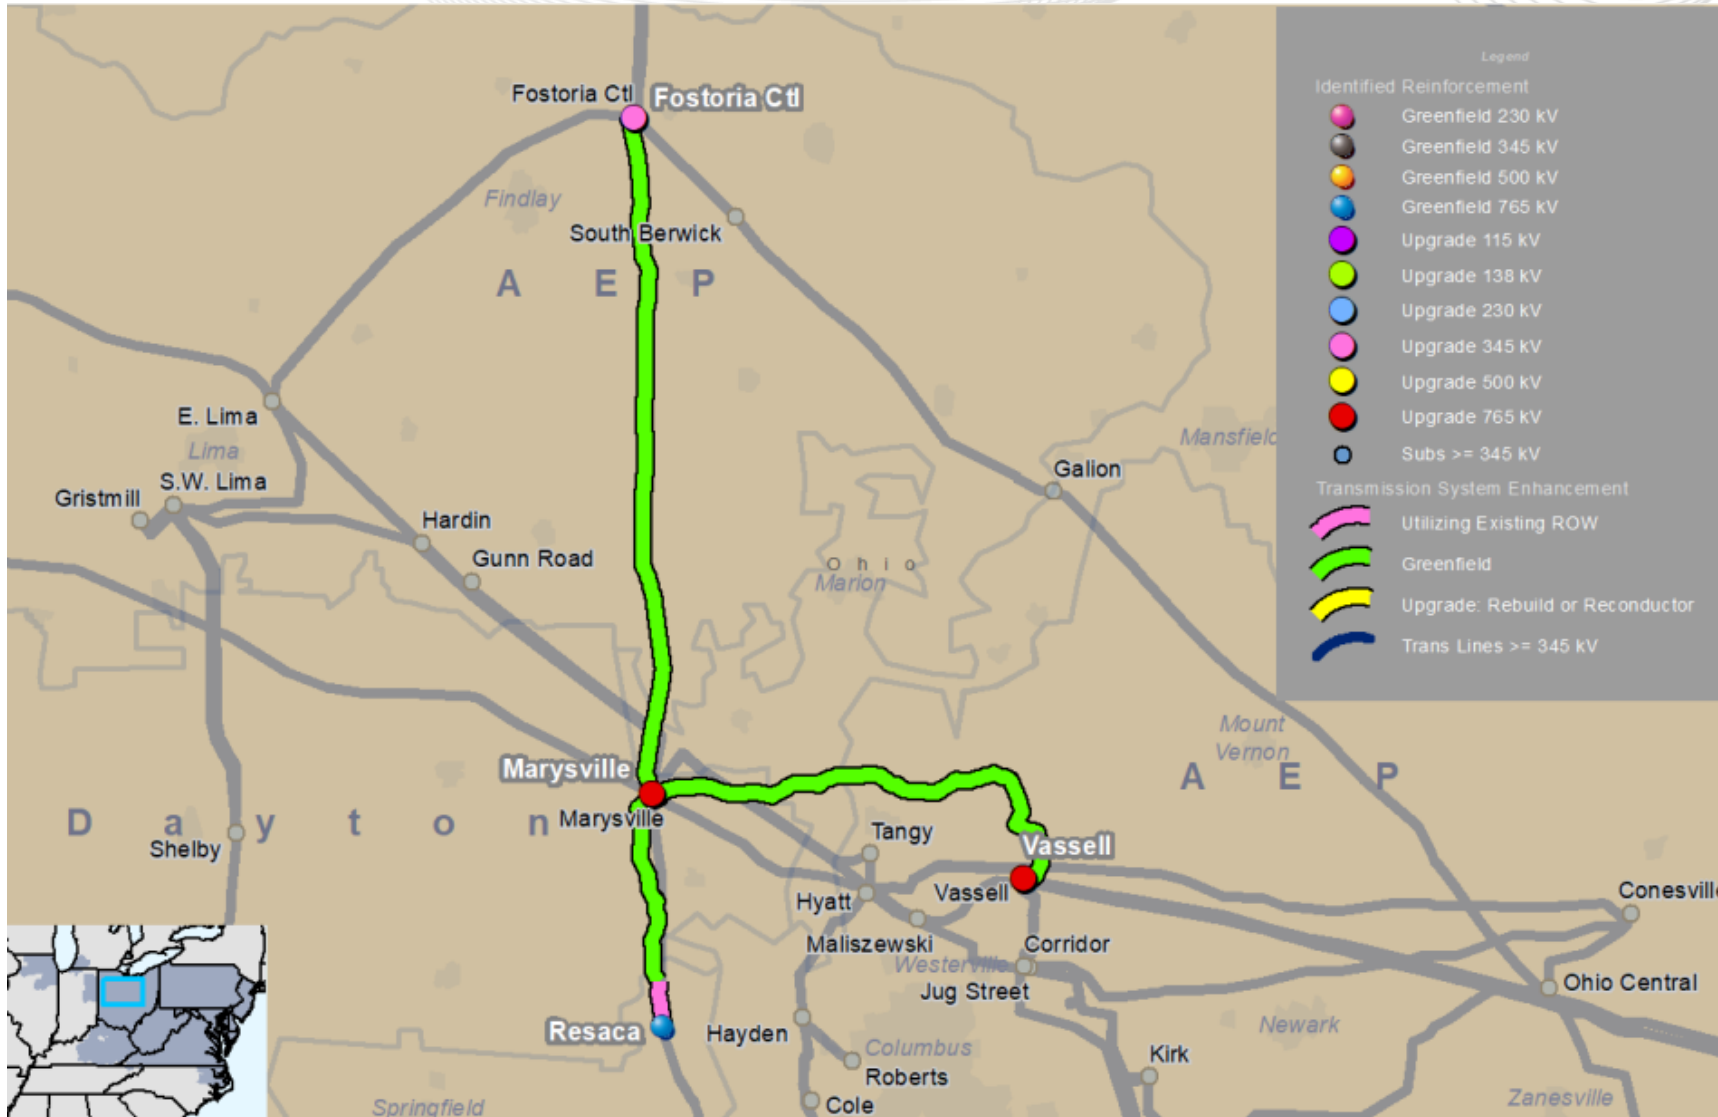 Fostoria Ctl
Fostoria Ctl
Findlay
South Berwick
A E P
E. Lima
Lima
S.W. Lima
Gristmill
Hardin
Gunn Road
Galion
Mansfield
Ohio
Marion
Mount
Vernon
A E P
Marysville
Marysville
Dayton
Shelby
Tangy
Vassell
Vassell
Hyatt
Maliszewski
Corridor
Westerville
Jug Street
Conesville
Ohio Central
Resaca
Hayden
Columbus
Roberts
Cole
Newark
Kirk
Zanesville
Springfield
Legend
Identified Reinforcement
Greenfield 230 kV
Greenfield 345 kV
Greenfield 500 kV
Greenfield 765 kV
Upgrade 115 kV
Upgrade 138 kV
Upgrade 230 kV
Upgrade 345 kV
Upgrade 500 kV
Upgrade 765 kV
Subs >= 345 kV
Transmission System Enhancement
Utilizing Existing ROW
Greenfield
Upgrade: Rebuild or Reconductor
Trans Lines >= 345 kV